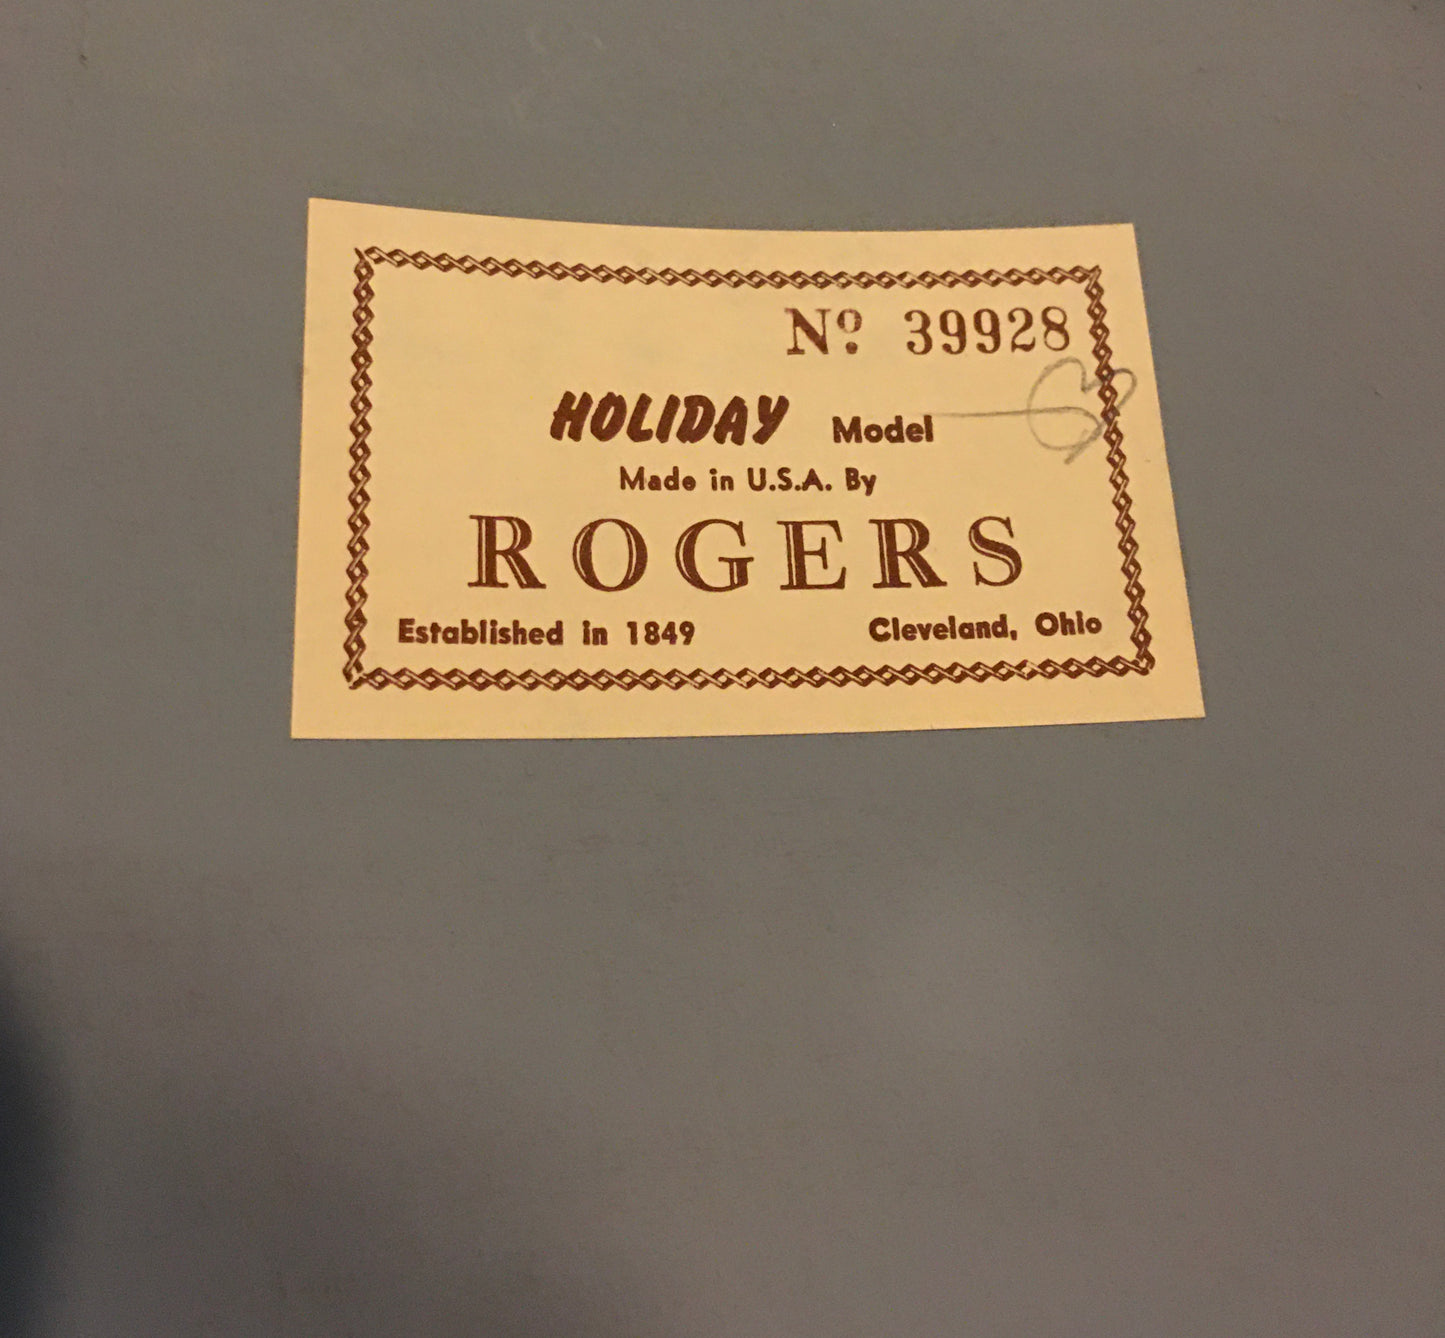 Nº 39928
HOLIDAY Model
Made in U.S.A. By
ROGERS
Established in 1849 Cleveland, Ohio